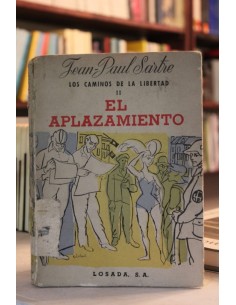 Jean-Paul Sartre
LOS CAMINOS DE LA LIBERTAD
II
EL
APLAZAMIENTO
LOSADA, S.A.